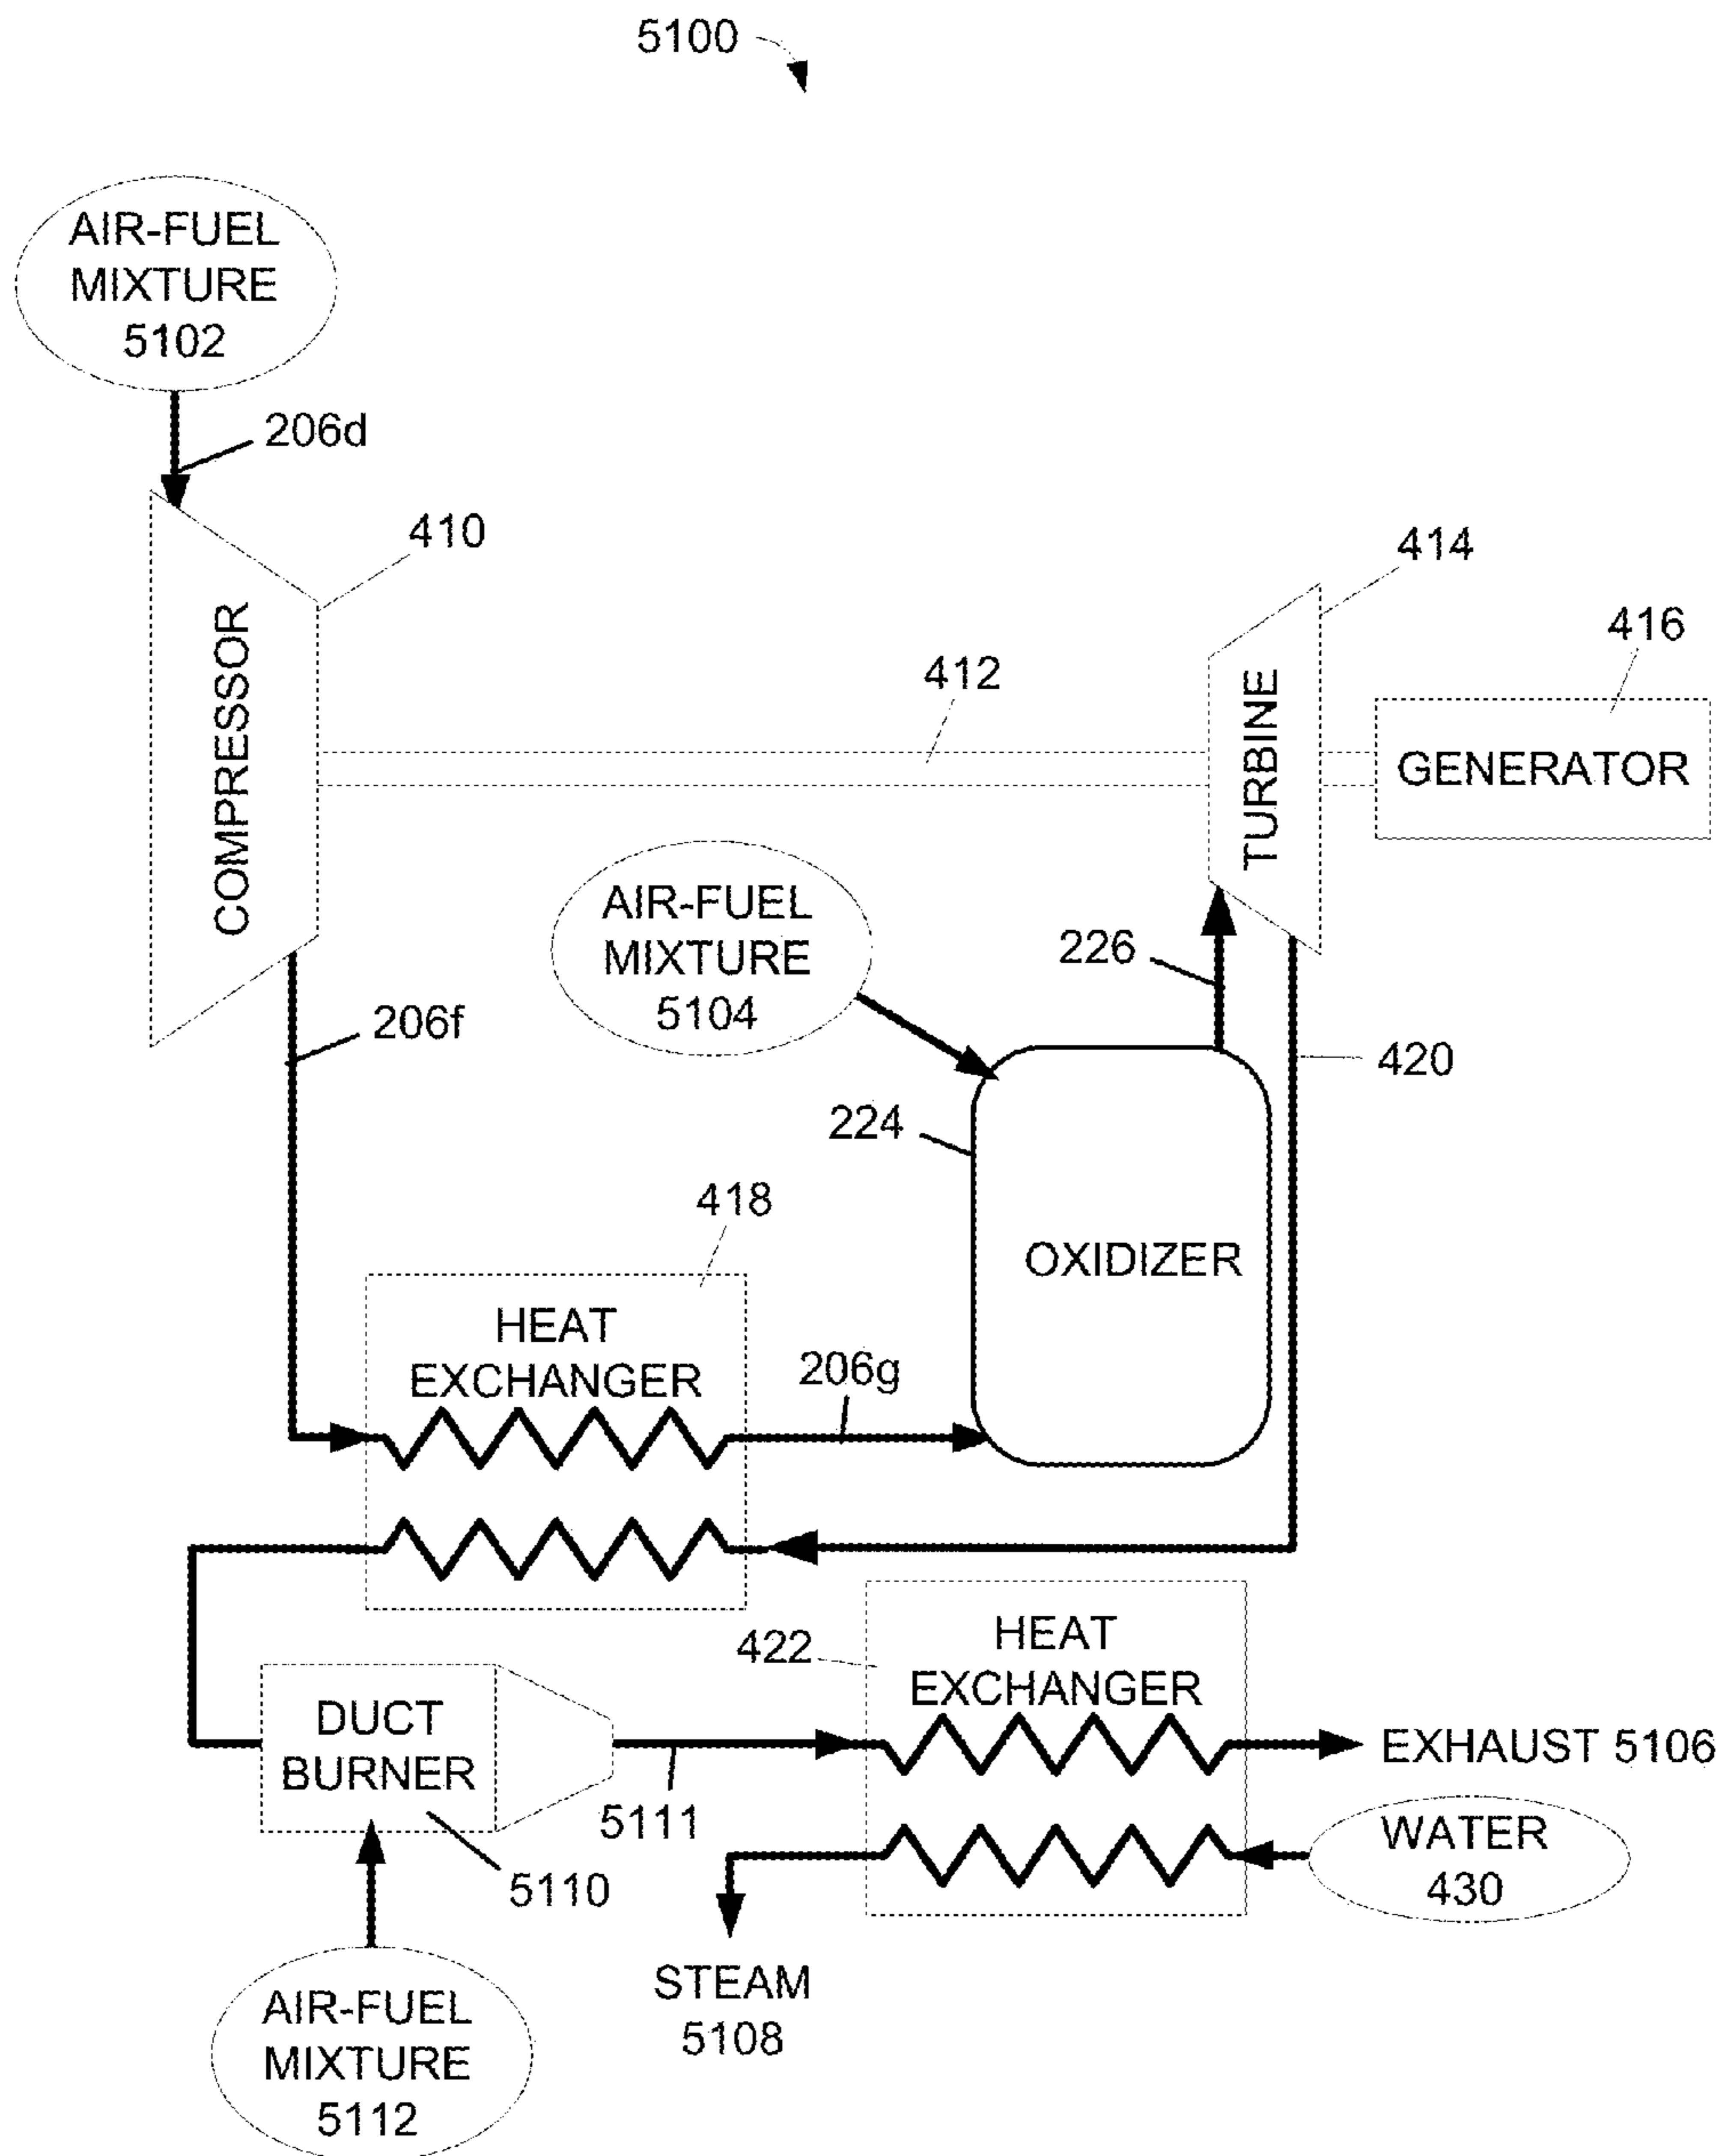 5100
AIR-FUEL
MIXTURE
5102
206d
410
COMPRESSOR
414
416
412
TURBINE
GENERATOR
AIR-FUEL
MIXTURE
5104
226
206f
420
224
418
OXIDIZER
HEAT
EXCHANGER
206g
422
HEAT
EXCHANGER
DUCT
BURNER
EXHAUST 5106
5111
WATER
430
5110
STEAM
5108
AIR-FUEL
MIXTURE
5112